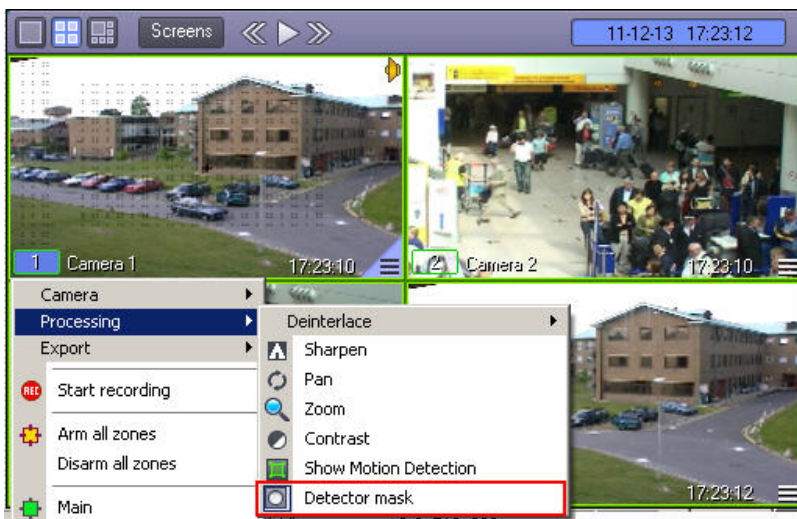 Screens
11-12-13 17:23:12
1 Camera 1 17:23:10
2 Camera 2 17:23:10
Camera
Processing
Export
REC Start recording
Arm all zones
Disarm all zones
Main
Deinterlace
Sharpen
Pan
Zoom
Contrast
Show Motion Detection
Detector mask
17:23:12